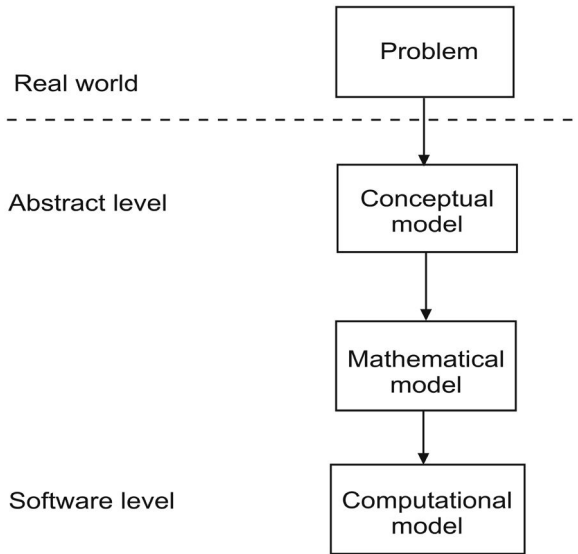 Problem
Real world
Abstract level
Conceptual
model
Mathematical
model
Software level
Computational
model